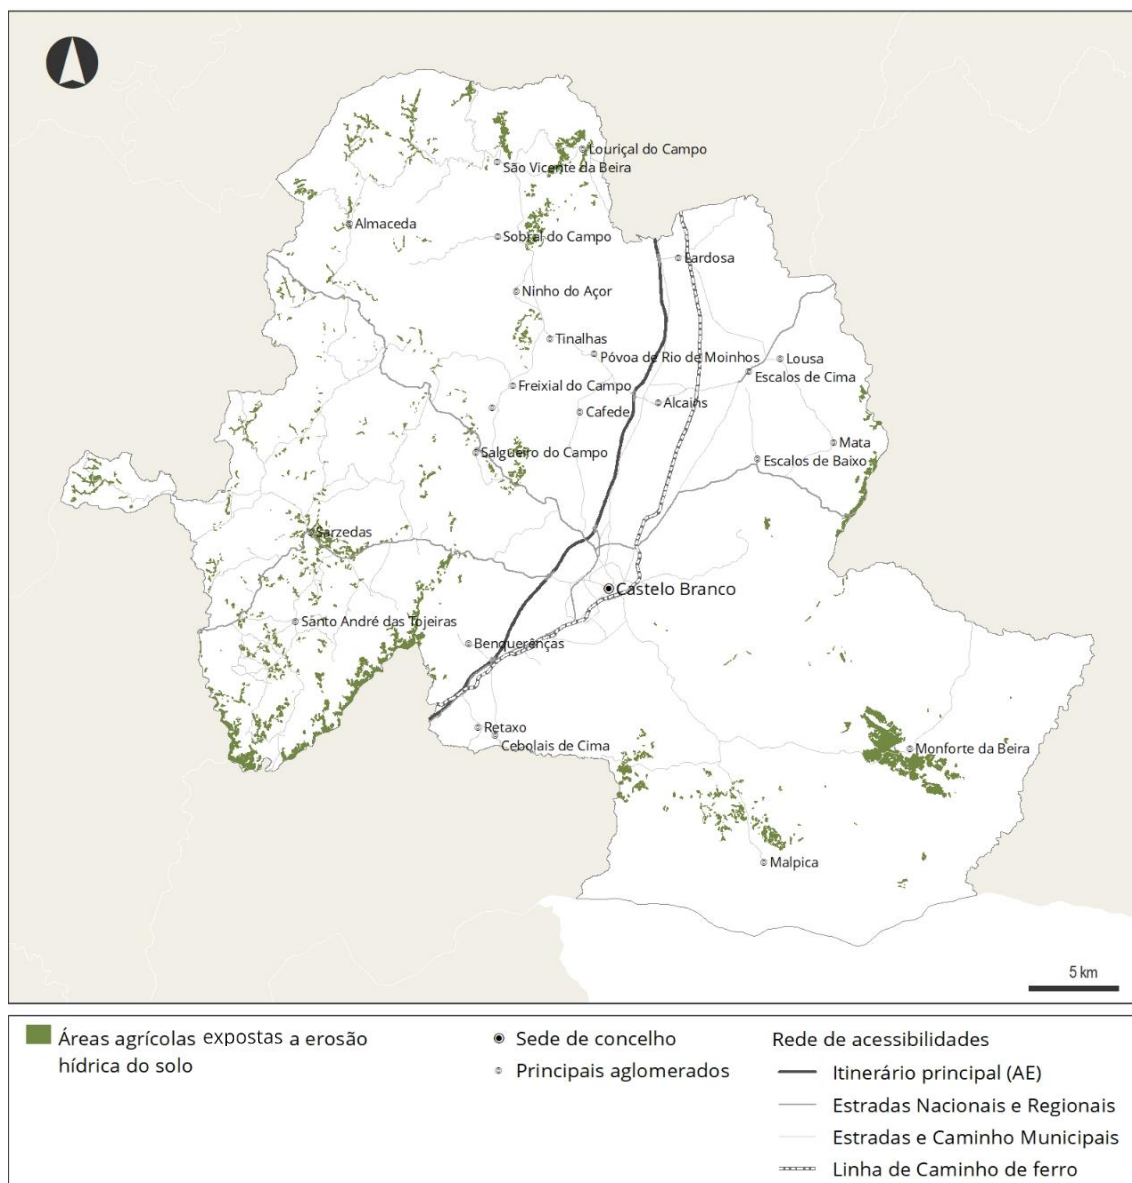 Louriçal do Campo
São Vicente da Beira
Almaceda
Sobral do Campo
Lardosa
Ninho do Açor
Tinalhas
Póvoa de Rio de Moinhos
Lousa
Escalos de Cima
Freixial do Campo
Alcains
Cafede
Mata
Salgueiro do Campo
Escalos de Baixo
Sarzedas
Castelo Branco
Santo André das Tojeiras
Benquerenças
Retaxo
Cebolais de Cima
Monforte da Beira
Malpica
5 km
Áreas agrícolas expostas a erosão
hídrica do solo
Sede de concelho
Principais aglomerados
Rede de acessibilidades
Itinerário principal (AE)
Estradas Nacionais e Regionais
Estradas e Caminho Municipais
Linha de Caminho de ferro